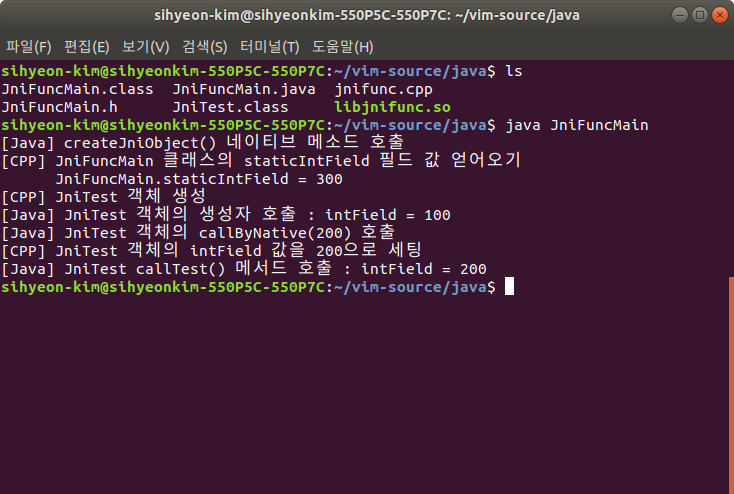 sihyeon-kim@sihyeonkim-550P5C-550P7C: ~/vim-source/java
파일(F) 편집(E) 보기(V) 검색(S) 터미널(T) 도움말(H)
sihyeon-kim@sihyeonkim-550P5C-550P7C:~/vim-source/java$ ls
JniFuncMain.class  JniFuncMain.java  jnifunc.cpp
JniFuncMain.h      JniTest.class     libjnifunc.so
sihyeon-kim@sihyeonkim-550P5C-550P7C:~/vim-source/java$ java JniFuncMain
[Java] createJniObject() 네이티브 메소드 호출
[CPP] JniFuncMain 클래스의 staticIntField 필드 값 얻어오기
      JniFuncMain.staticIntField = 300
[CPP] JniTest 객체 생성
[Java] JniTest 객체의 생성자 호출 : intField = 100
[Java] JniTest 객체의 callByNative(200) 호출
[CPP] JniTest 객체의 intField 값을 200으로 세팅
[Java] JniTest callTest() 메서드 호출 : intField = 200
sihyeon-kim@sihyeonkim-550P5C-550P7C:~/vim-source/java$